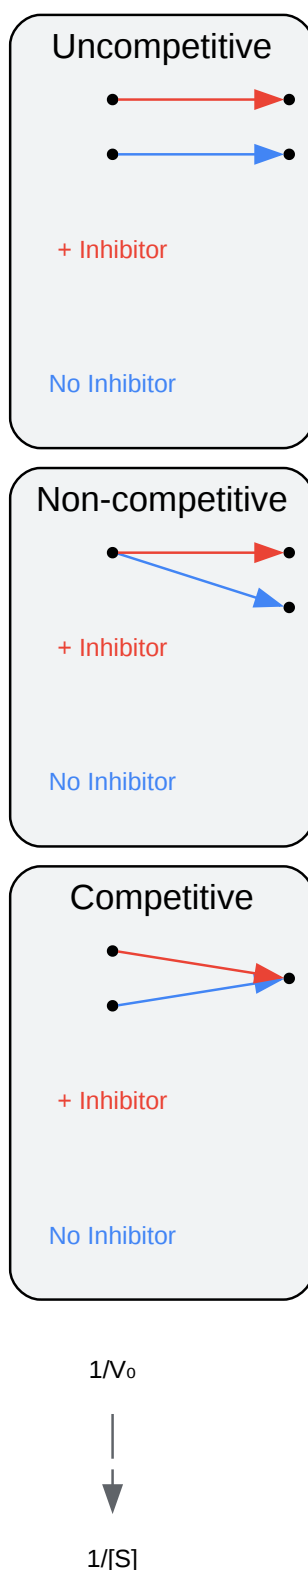 Uncompetitive
+ Inhibitor
No Inhibitor
Non-competitive
+ Inhibitor
No Inhibitor
Competitive
+ Inhibitor
No Inhibitor
1/V₀
1/[S]